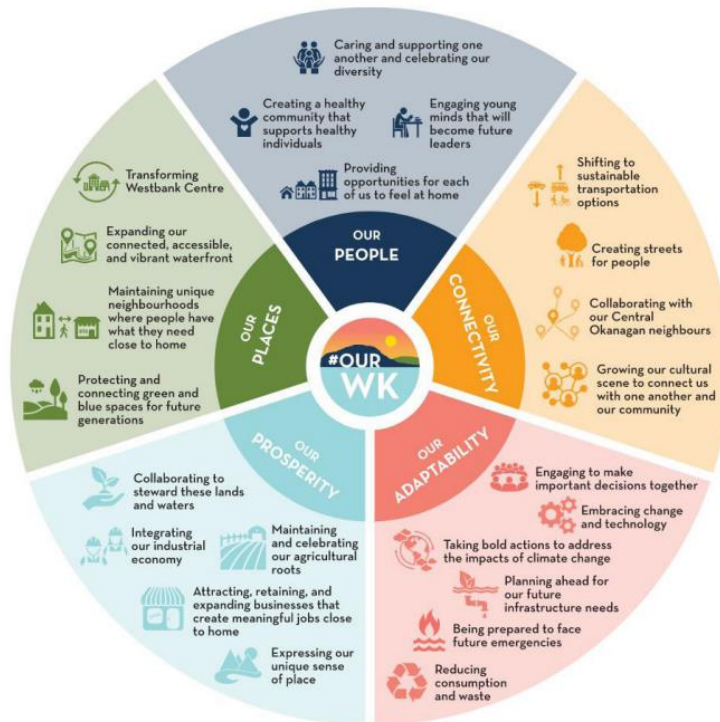 Caring and supporting one
another and celebrating our
diversity
Creating a healthy
community that
supports healthy
individuals
Engaging young
minds that will
become future
leaders
Providing
opportunities for each
of us to feel at home
OUR
PEOPLE
Shifting to
sustainable
transportation
options
Creating streets
for people
Collaborating with
our Central
Okanagan neighbours
Growing our cultural
scene to connect us
with one another and
our community
OUR
CONNECTIVITY
Engaging to make
important decisions together
Embracing change
and technology
Taking bold actions to address
the impacts of climate change
Planning ahead for
our future
infrastructure needs
Being prepared to face
future emergencies
Reducing
consumption
and waste
OUR
ADAPTABILITY
Collaborating to
steward these lands
and waters
Integrating
our industrial
economy
Maintaining
and celebrating
our agricultural
roots
Attracting, retaining, and
expanding businesses that
create meaningful jobs close
to home
Expressing our
unique sense
of place
OUR
PROSPERITY
Transforming
Westbank Centre
Expanding our
connected, accessible,
and vibrant waterfront
Maintaining unique
neighbourhoods
where people have
what they need
close to home
Protecting and
connecting green and
blue spaces for future
generations
OUR
PLACES
#OUR
WK